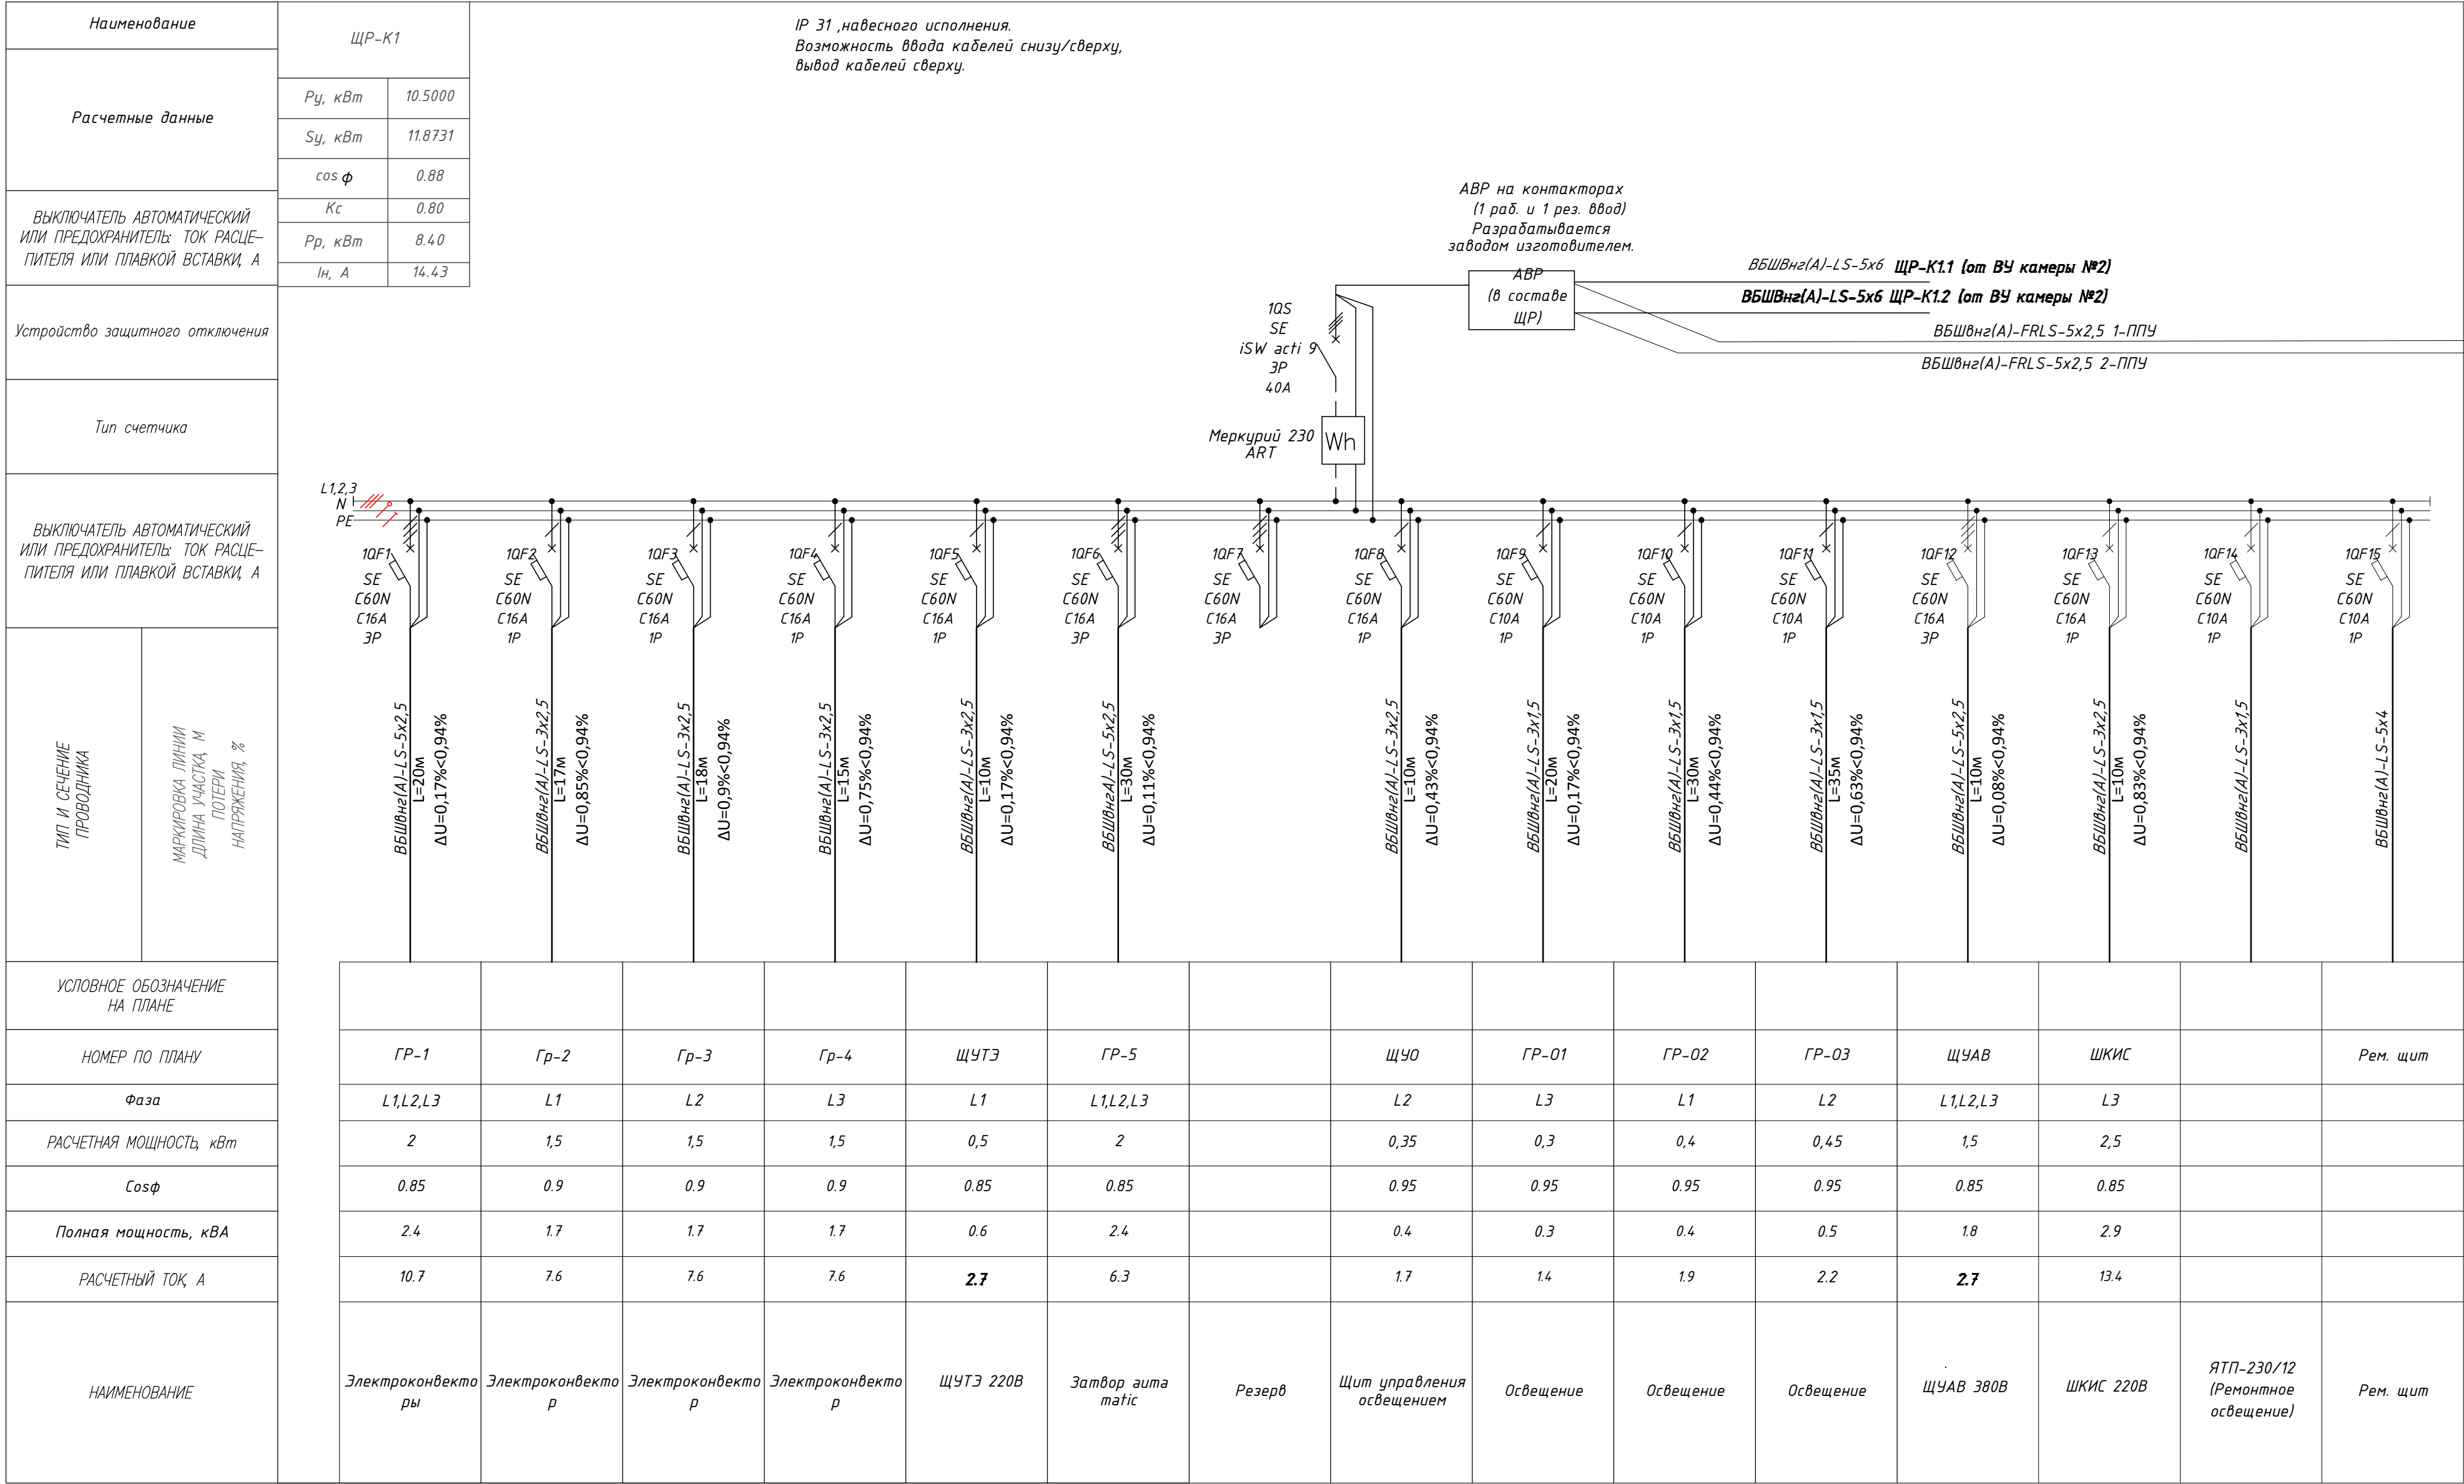 Наименование
ЩР-К1
IP 31 ,навесного исполнения.
Возможность ввода кабелей снизу/сверху,
вывод кабелей сверху.
Расчетные данные
Ру, кВт 10.5000
Sу, кВт 11.8731
cos ф 0.88
Кс 0.80
Рр, кВт 8.40
Iн, А 14.43
ВЫКЛЮЧАТЕЛЬ АВТОМАТИЧЕСКИЙ
ИЛИ ПРЕДОХРАНИТЕЛЬ: ТОК РАСЦЕ-
ПИТЕЛЯ ИЛИ ПЛАВКОЙ ВСТАВКИ, А
АВР на контакторах
(1 раб. и 1 рез. ввод)
Разрабатывается
заводом изготовителем.
АВР
(в составе
ЩР)
ВБШВнг(А)-LS-5х6 ЩР-К1.1 (от ВУ камеры №2)
ВБШВнг(А)-LS-5х6 ЩР-К1.2 (от ВУ камеры №2)
ВБШвнг(А)-FRLS-5х2,5 1-ППУ
ВБШвнг(А)-FRLS-5х2,5 2-ППУ
Устройство защитного отключения
1QS
SE
iSW acti 9
3P
40A
Тип счетчика
Меркурий 230
ART
Wh
L1,2,3
N
PE
ВЫКЛЮЧАТЕЛЬ АВТОМАТИЧЕСКИЙ
ИЛИ ПРЕДОХРАНИТЕЛЬ: ТОК РАСЦЕ-
ПИТЕЛЯ ИЛИ ПЛАВКОЙ ВСТАВКИ, А
1QF1 1QF2 1QF3 1QF4 1QF5 1QF6 1QF7 1QF8 1QF9 1QF10 1QF11 1QF12 1QF13 1QF14 1QF15
SE SE SE SE SE SE SE SE SE SE SE SE SE SE SE
C60N C60N C60N C60N C60N C60N C60N C60N C60N C60N C60N C60N C60N C60N C60N
C16A C16A C16A C16A C16A C16A C16A C16A C10A C10A C10A C16A C16A C10A C10A
3P 1P 1P 1P 1P 3P 3P 1P 1P 1P 1P 3P 1P 1P 1P
ТИП И СЕЧЕНИЕ
ПРОВОДНИКА
МАРКИРОВКА ЛИНИИ
ДЛИНА УЧАСТКА, М
ПОТЕРИ
НАПРЯЖЕНИЯ, %
ВБШВнг(А)-LS-5х2,5
L=20м
ΔU=0,17%<0,94%
ВБШВнг(А)-LS-3х2,5
L=17м
ΔU=0,85%<0,94%
ВБШВнг(А)-LS-3х2,5
L=18м
ΔU=0,9%<0,94%
ВБШВнг(А)-LS-3х2,5
L=15м
ΔU=0,75%<0,94%
ВБШВнг(А)-LS-3х2,5
L=10м
ΔU=0,17%<0,94%
ВБШВнг(А)-LS-5х2,5
L=30м
ΔU=0,11%<0,94%
ВБШВнг(А)-LS-3х2,5
L=10м
ΔU=0,43%<0,94%
ВБШВнг(А)-LS-3х1,5
L=20м
ΔU=0,17%<0,94%
ВБШВнг(А)-LS-3х1,5
L=30м
ΔU=0,44%<0,94%
ВБШВнг(А)-LS-3х1,5
L=35м
ΔU=0,63%<0,94%
ВБШВнг(А)-LS-5х2,5
L=10м
ΔU=0,08%<0,94%
ВБШВнг(А)-LS-3х2,5
L=10м
ΔU=0,83%<0,94%
ВБШВнг(А)-LS-3х1,5
ВБШВнг(А)-LS-5х4
УСЛОВНОЕ ОБОЗНАЧЕНИЕ
НА ПЛАНЕ
НОМЕР ПО ПЛАНУ ГР-1 Гр-2 Гр-3 Гр-4 ЩУТЭ ГР-5 ЩУО ГР-О1 ГР-О2 ГР-О3 ЩУАВ ШКИС Рем. щит
Фаза L1,L2,L3 L1 L2 L3 L1 L1,L2,L3 L2 L3 L1 L2 L1,L2,L3 L3
РАСЧЕТНАЯ МОЩНОСТЬ, кВт 2 1,5 1,5 1,5 0,5 2 0,35 0,3 0,4 0,45 1,5 2,5
Cosф 0.85 0.9 0.9 0.9 0.85 0.85 0.95 0.95 0.95 0.95 0.85 0.85
Полная мощность, кВА 2.4 1.7 1.7 1.7 0.6 2.4 0.4 0.3 0.4 0.5 1.8 2.9
РАСЧЕТНЫЙ ТОК, А 10.7 7.6 7.6 7.6 2.7 6.3 1.7 1.4 1.9 2.2 2.7 13.4
НАИМЕНОВАНИЕ
Электроконвекто
ры
Электроконвекто
р
Электроконвекто
р
Электроконвекто
р
ЩУТЭ 220В
Затвор аита
matic
Резерв
Щит управления
освещением
Освещение
Освещение
Освещение
ЩУАВ 380В
ШКИС 220В
ЯТП-230/12
(Ремонтное
освещение)
Рем. щит